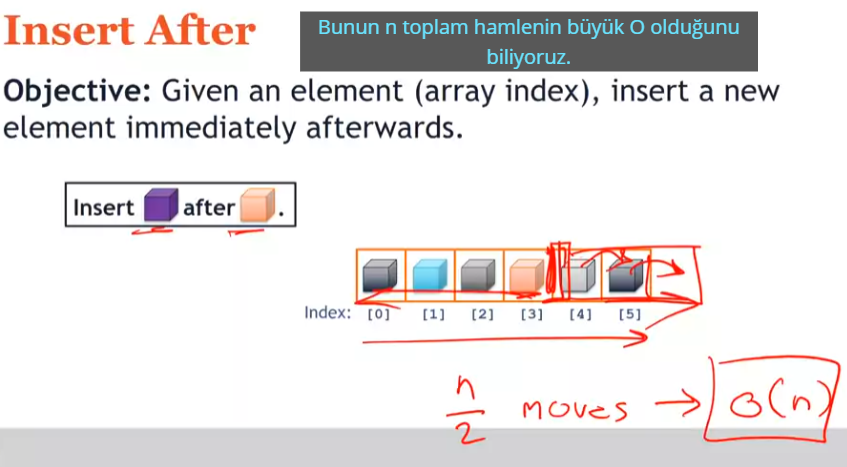 Insert After
Bunun n toplam hamlenin büyük O olduğunu
biliyoruz.
Objective: Given an element (array index), insert a new
element immediately afterwards.
Insert after .
Index: [0] [1] [2] [3] [4] [5]
n/2 moves → O(n)